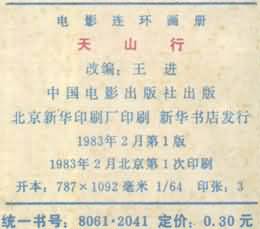 电影连环画册
天山行
改编：王进
中国电影出版社出版
北京新华印刷厂印刷 新华书店发行
1983年2月第1版
1983年2月北京第1次印刷
开本：787×1092毫米 1/64 印张：3
统一书号：8061·2041 定价：0.30元